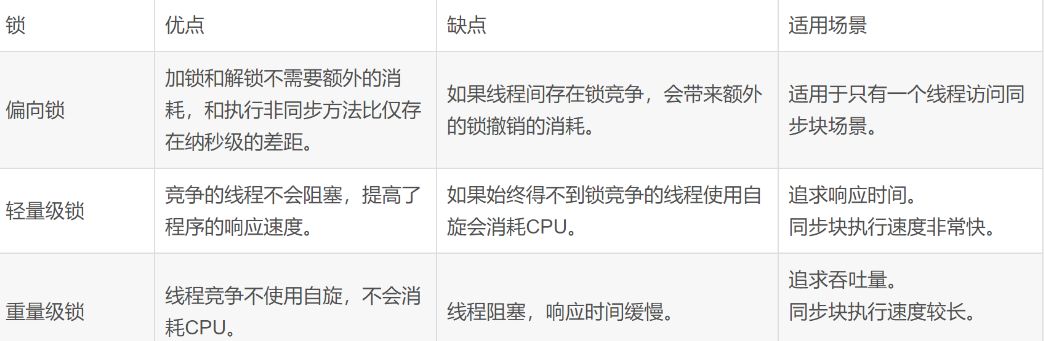 锁 优点 缺点 适用场景
偏向锁
加锁和解锁不需要额外的消
耗，和执行非同步方法比仅存
在纳秒级的差距。
如果线程间存在锁竞争，会带来额外
的锁撤销的消耗。
适用于只有一个线程访问同
步块场景。
轻量级锁
竞争的线程不会阻塞，提高了
程序的响应速度。
如果始终得不到锁竞争的线程使用自
旋会消耗CPU。
追求响应时间。
同步块执行速度非常快。
重量级锁
线程竞争不使用自旋，不会消
耗CPU。
线程阻塞，响应时间缓慢。
追求吞吐量。
同步块执行速度较长。